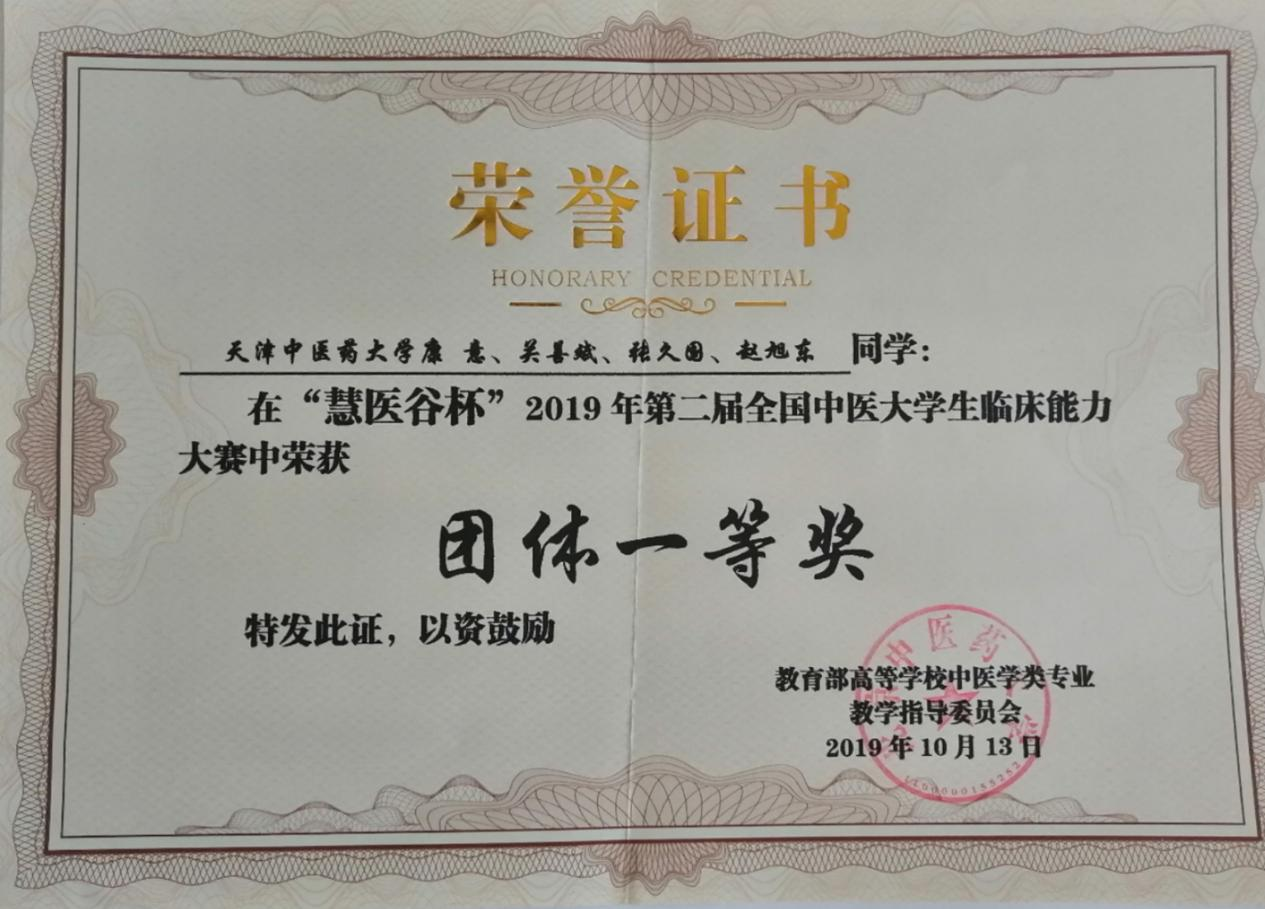 荣誉证书
HONORARY CREDENTIAL
天津中医药大学康 意、关善斌、张久国、赵旭东 同学:
在“慧医谷杯”2019年第二届全国中医大学生临床能力
大赛中荣获
团体一等奖
特发此证,以资鼓励
教育部高等学校中医学类专业
教学指导委员会
2019年10月13日
中医药